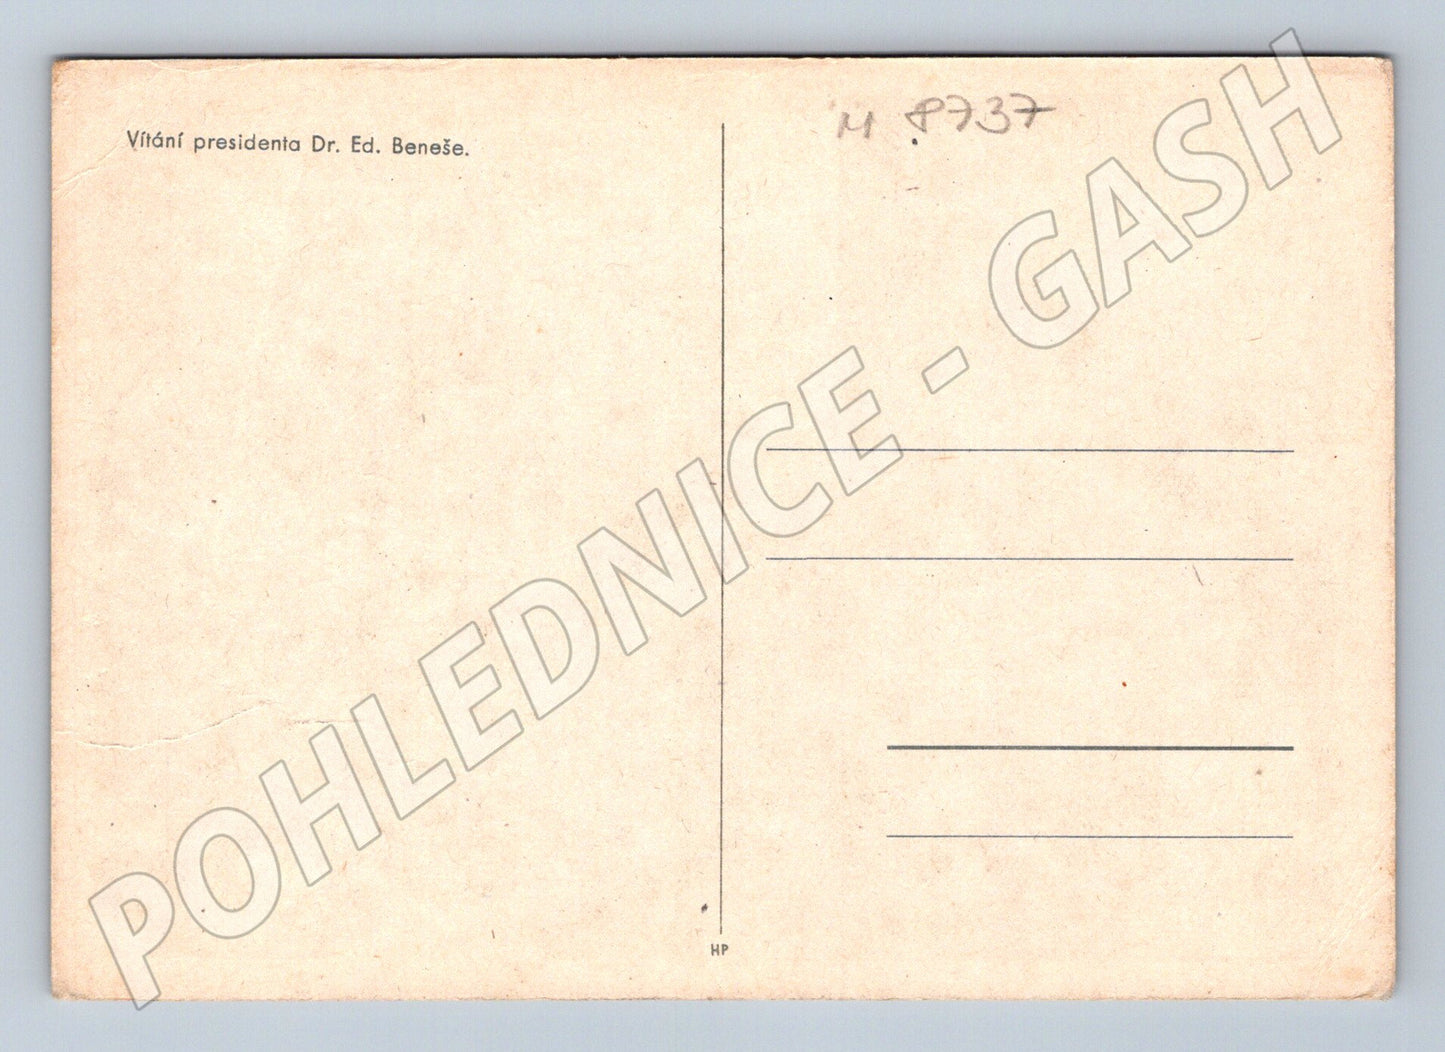 Vítání presidenta Dr. Ed. Beneše.
M 8737
POHLEDNICE - GASH
HP